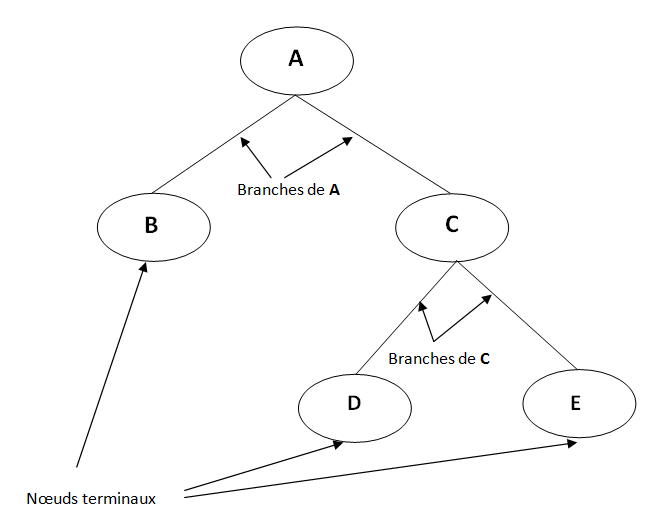 A
Branches de A
B
C
Branches de C
D
E
Nœuds terminaux